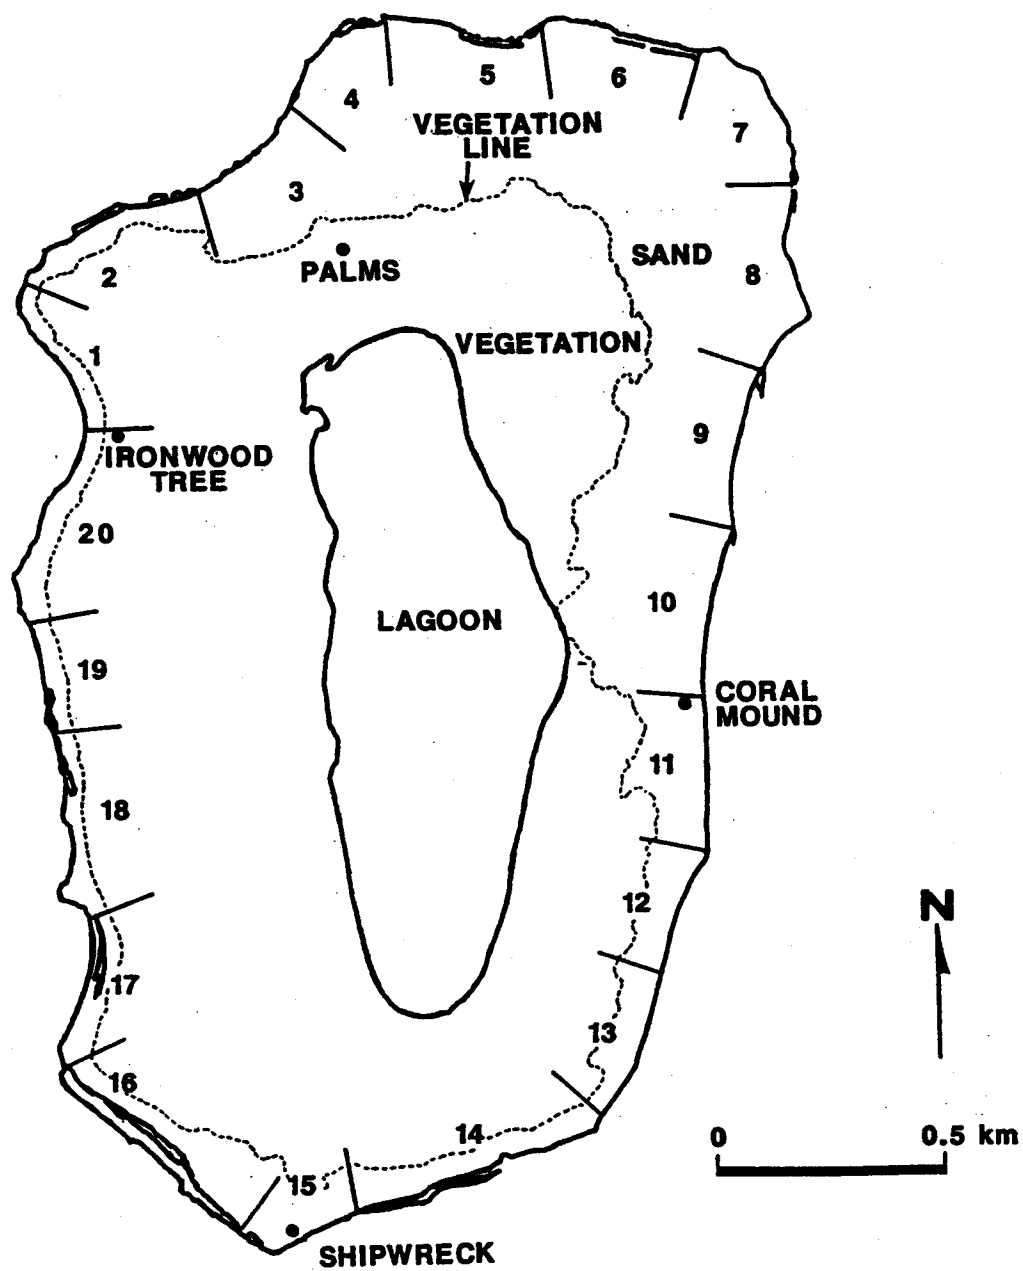 5
6
4
7
VEGETATION
LINE
3
SAND
2
PALMS
8
VEGETATION
1
9
IRONWOOD
TREE
20
10
LAGOON
19
CORAL
MOUND
11
18
12
N
17
13
16
14
0 0.5 km
15
SHIPWRECK